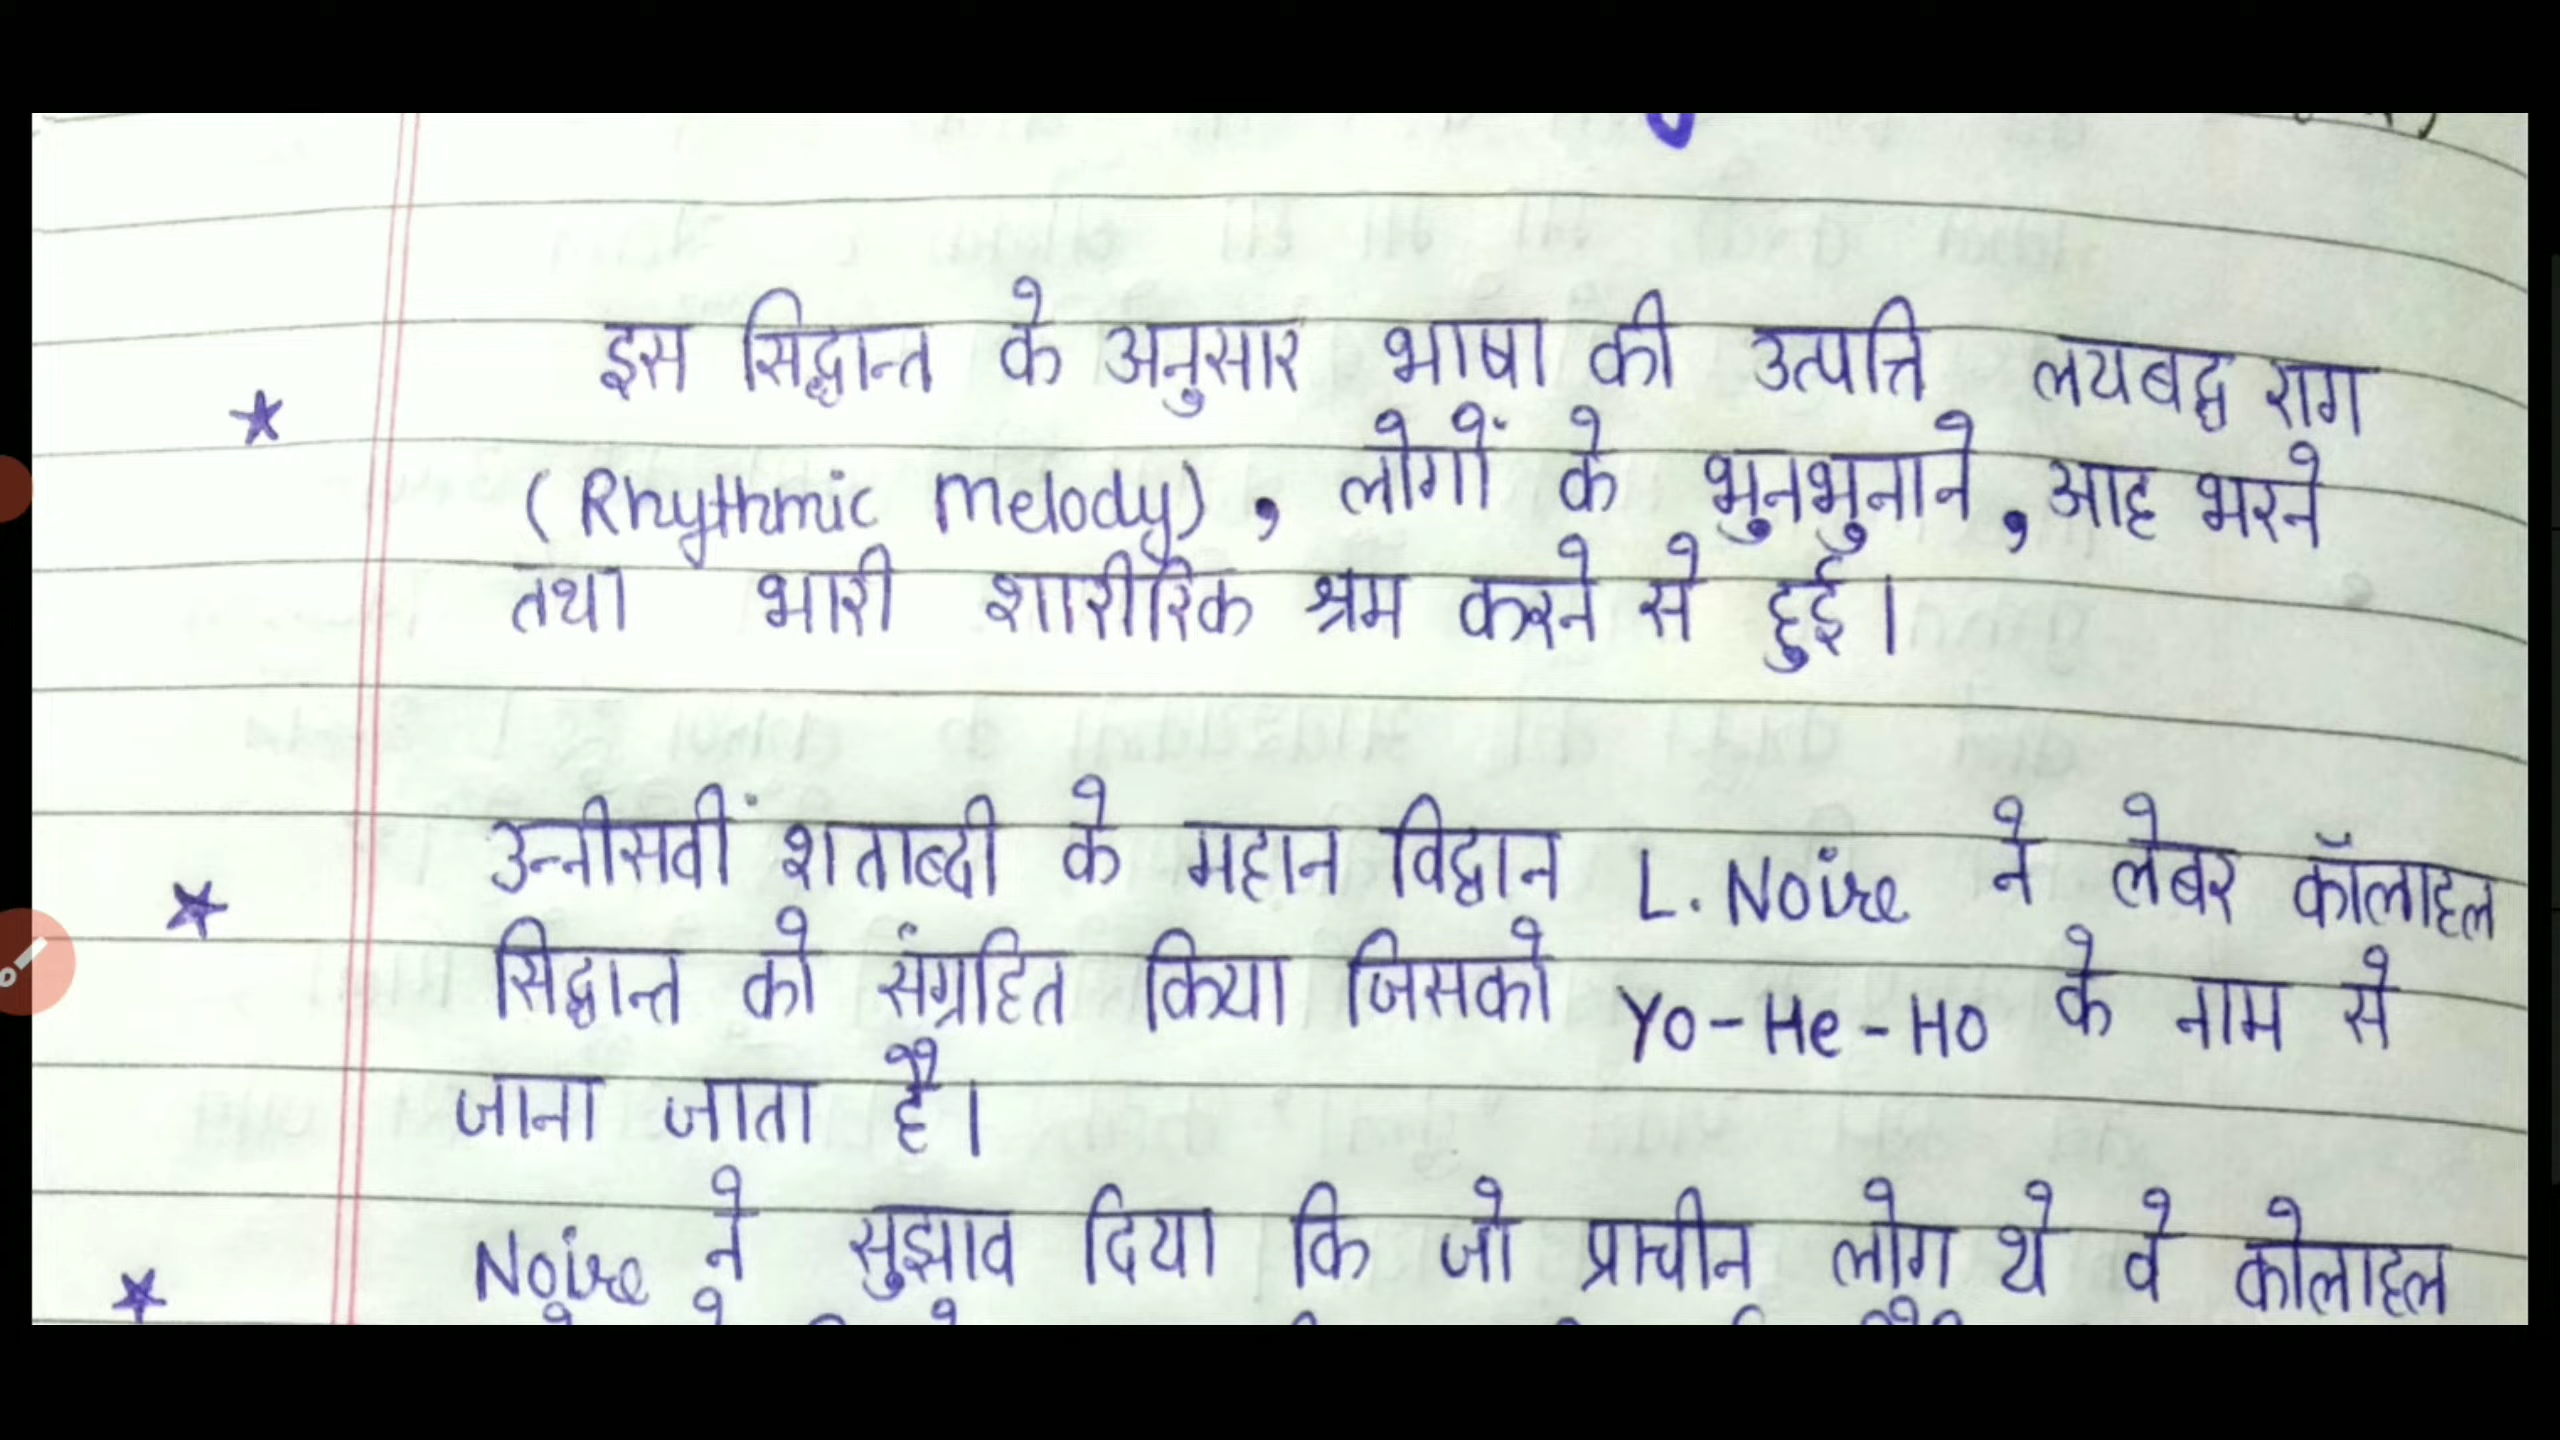 इस सिद्धान्त के अनुसार भाषा की उत्पत्ति लयबद्ध राग
(Rhythmic Melody), लोगों के भुनभुनाने, आह भरने
तथा भारी शारीरिक श्रम करने से हुई।
उन्नीसवीं शताब्दी के महान विद्वान L. Noire ने लेबर कॉलाहल
सिद्धान्त को संग्रहित किया जिसको Yo-He-Ho के नाम से
जाना जाता है।
Noire ने सुझाव दिया कि जो प्राचीन लोग थे वे कोलाहल